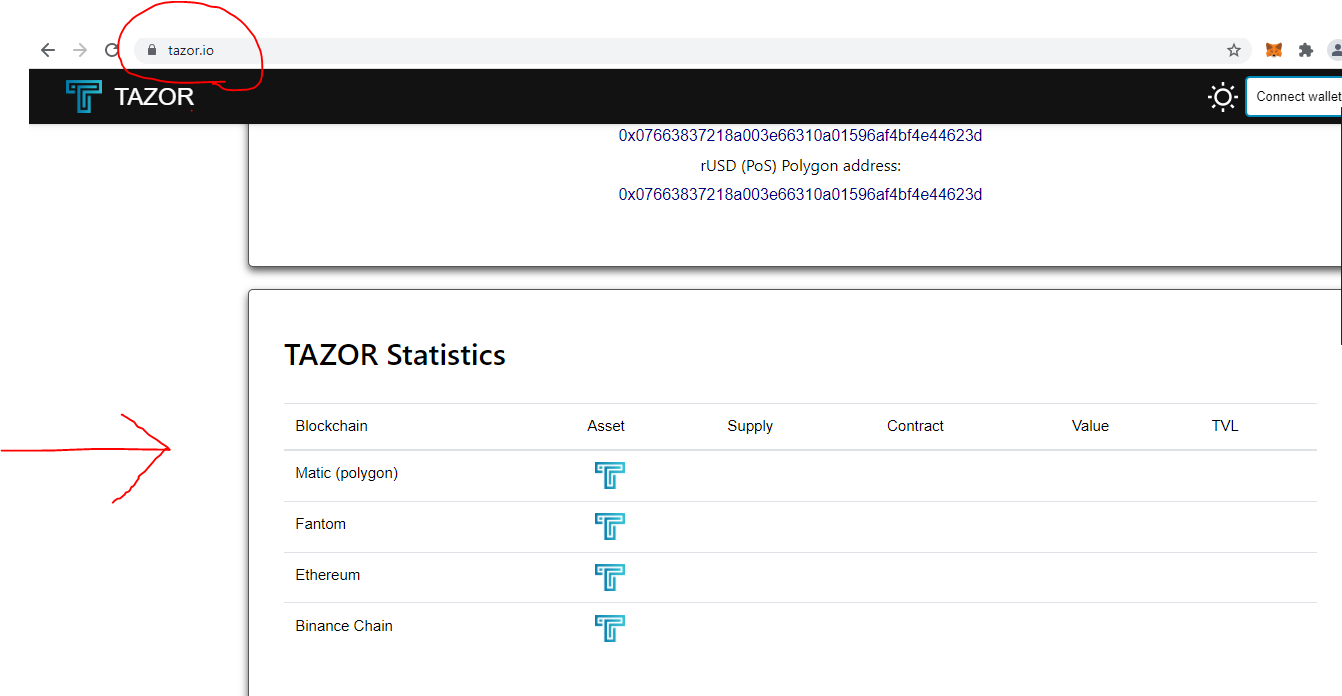 tazor.io
TAZOR
Connect wallet
0x07663837218a003e66310a01596af4bf4e44623d
rUSD (PoS) Polygon address:
0x07663837218a003e66310a01596af4bf4e44623d
TAZOR Statistics
Blockchain Asset Supply Contract Value TVL
Matic (polygon)
Fantom
Ethereum
Binance Chain